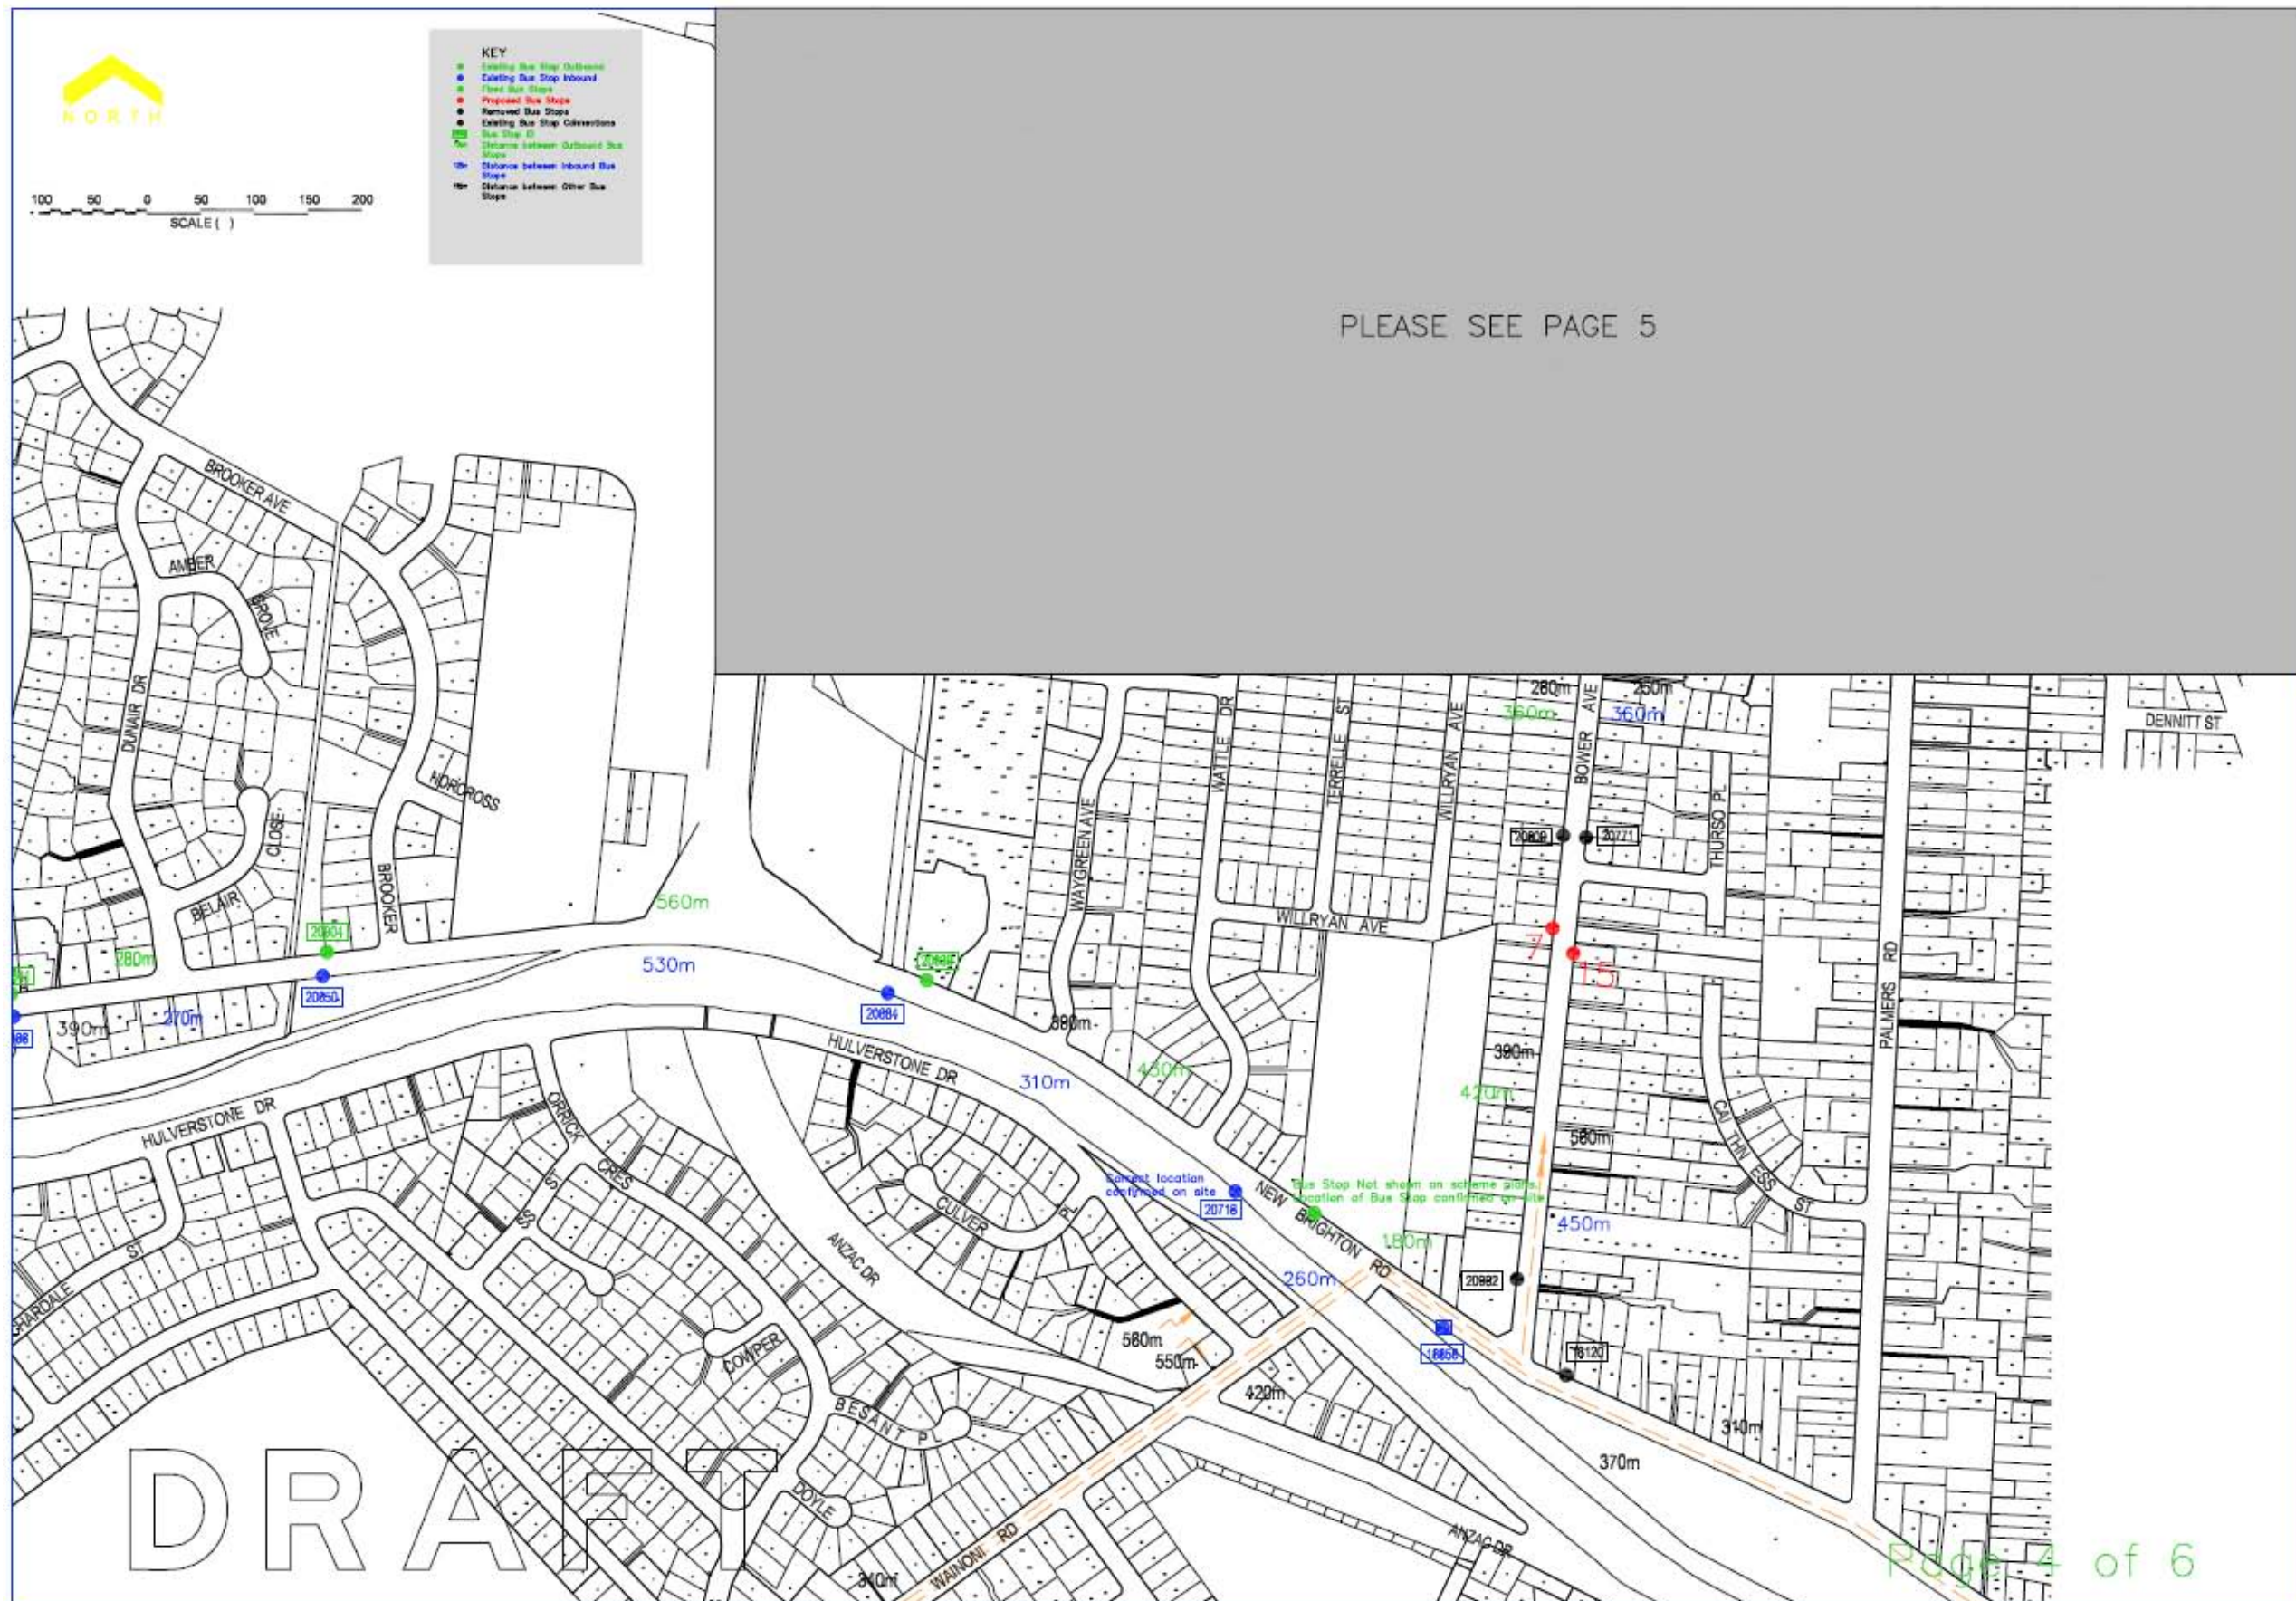 NORTH
100 50 0 50 100 150 200
SCALE ( )
KEY
Existing Bus Stop Outbound
Existing Bus Stop Inbound
Fixed Bus Stops
Proposed Bus Stops
Removed Bus Stops
Existing Bus Stop Connections
Bus Stop ID
Distance between Outbound Bus
Stops
Distance between Inbound Bus
Stops
Distance between Other Bus
Stops
PLEASE SEE PAGE 5
BROOKER AVE
AMBER
GROVE
DUNAIR DR
NORCROSS
CLOSE
BROOKER
BELAIR
20804
280m
20850
390m
270m
560m
530m
20884
WAYGREEN AVE
WATTLE DR
TERRELLE ST
WILLRYAN AVE
WILLRYAN AVE
280m
250m
360m
360m
BOWER AVE
DENNITT ST
THURSO PL
20771
7
15
PALMERS RD
390m
420m
560m
CAITHNESS ST
380m
430m
310m
HULVERSTONE DR
HULVERSTONE DR
ORRICK CRES
CULVER PL
Correct location
confirmed on site
20718
Bus Stop Not shown on scheme plans.
Location of Bus Stop confirmed on site
NEW BRIGHTON RD
180m
260m
450m
20882
18120
ANZAC DR
560m
550m
420m
COWPER
BESANT PL
DOYLE
310m
370m
ANZAC DR
WAINONI RD
340m
DRAFT
Page 4 of 6